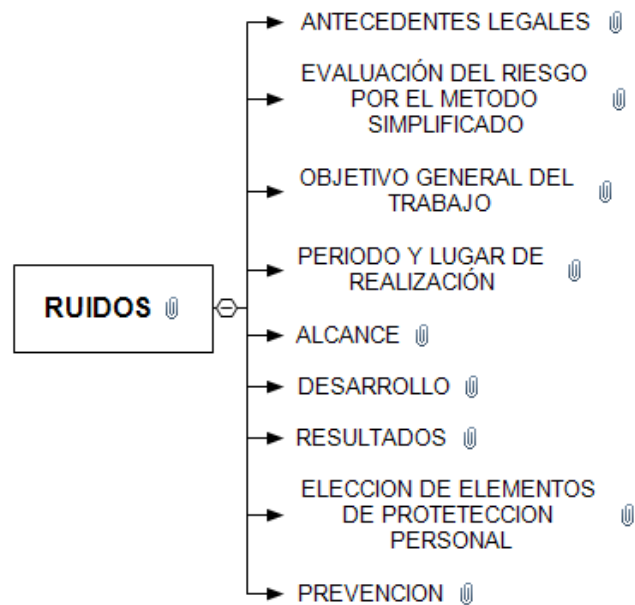 ANTECEDENTES LEGALES
EVALUACIÓN DEL RIESGO
POR EL METODO
SIMPLIFICADO
OBJETIVO GENERAL DEL
TRABAJO
PERIODO Y LUGAR DE
REALIZACIÓN
RUIDOS
ALCANCE
DESARROLLO
RESULTADOS
ELECCION DE ELEMENTOS
DE PROTETECCION
PERSONAL
PREVENCION